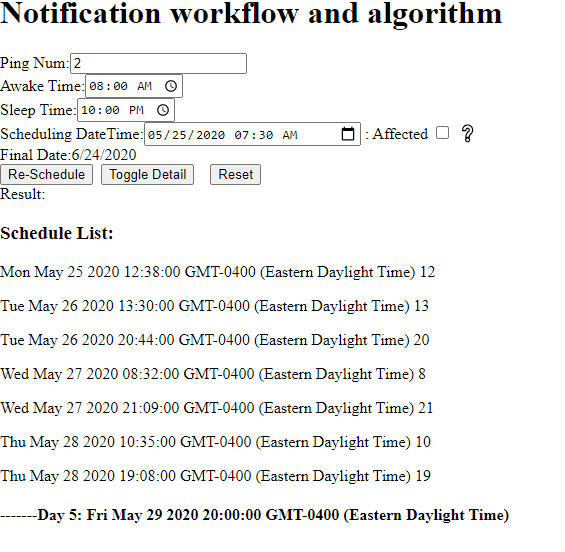 Notification workflow and algorithm
Ping Num: 2
Awake Time: 08:00 AM
Sleep Time: 10:00 PM
Scheduling DateTime: 05/25/2020 07:30 AM : Affected ?
Final Date:6/24/2020
Re-Schedule Toggle Detail Reset
Result:
Schedule List:
Mon May 25 2020 12:38:00 GMT-0400 (Eastern Daylight Time) 12
Tue May 26 2020 13:30:00 GMT-0400 (Eastern Daylight Time) 13
Tue May 26 2020 20:44:00 GMT-0400 (Eastern Daylight Time) 20
Wed May 27 2020 08:32:00 GMT-0400 (Eastern Daylight Time) 8
Wed May 27 2020 21:09:00 GMT-0400 (Eastern Daylight Time) 21
Thu May 28 2020 10:35:00 GMT-0400 (Eastern Daylight Time) 10
Thu May 28 2020 19:08:00 GMT-0400 (Eastern Daylight Time) 19
-------Day 5: Fri May 29 2020 20:00:00 GMT-0400 (Eastern Daylight Time)